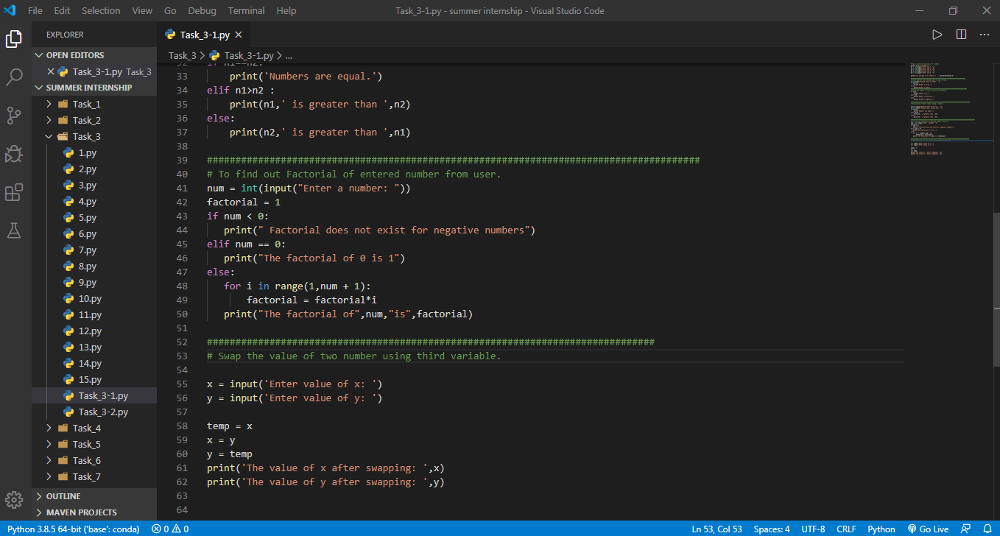 File Edit Selection View Go Debug Terminal Help
Task_3-1.py - summer internship - Visual Studio Code
EXPLORER
OPEN EDITORS
Task_3-1.py Task_3
SUMMER INTERNSHIP
Task_1
Task_2
Task_3
1.py
2.py
3.py
4.py
5.py
6.py
7.py
8.py
9.py
10.py
11.py
12.py
13.py
14.py
15.py
Task_3-1.py
Task_3-2.py
Task_4
Task_5
Task_6
Task_7
OUTLINE
MAVEN PROJECTS
Task_3-1.py
Task_3 > Task_3-1.py > ...
32 if n1==n2:
33     print('Numbers are equal.')
34 elif n1>n2 :
35     print(n1,' is greater than ',n2)
36 else:
37     print(n2,' is greater than ',n1)
38
39 #######################################################################################
40 # To find out Factorial of entered number from user.
41 num = int(input("Enter a number: "))
42 factorial = 1
43 if num < 0:
44    print(" Factorial does not exist for negative numbers")
45 elif num == 0:
46    print("The factorial of 0 is 1")
47 else:
48    for i in range(1,num + 1):
49        factorial = factorial*i
50    print("The factorial of",num,"is",factorial)
51
52 ###############################################################################
53 # Swap the value of two number using third variable.
54
55 x = input('Enter value of x: ')
56 y = input('Enter value of y: ')
57
58 temp = x
59 x = y
60 y = temp
61 print('The value of x after swapping: ',x)
62 print('The value of y after swapping: ',y)
63
64
Python 3.8.5 64-bit ('base': conda) 0 0 Ln 53, Col 53 Spaces: 4 UTF-8 CRLF Python Go Live